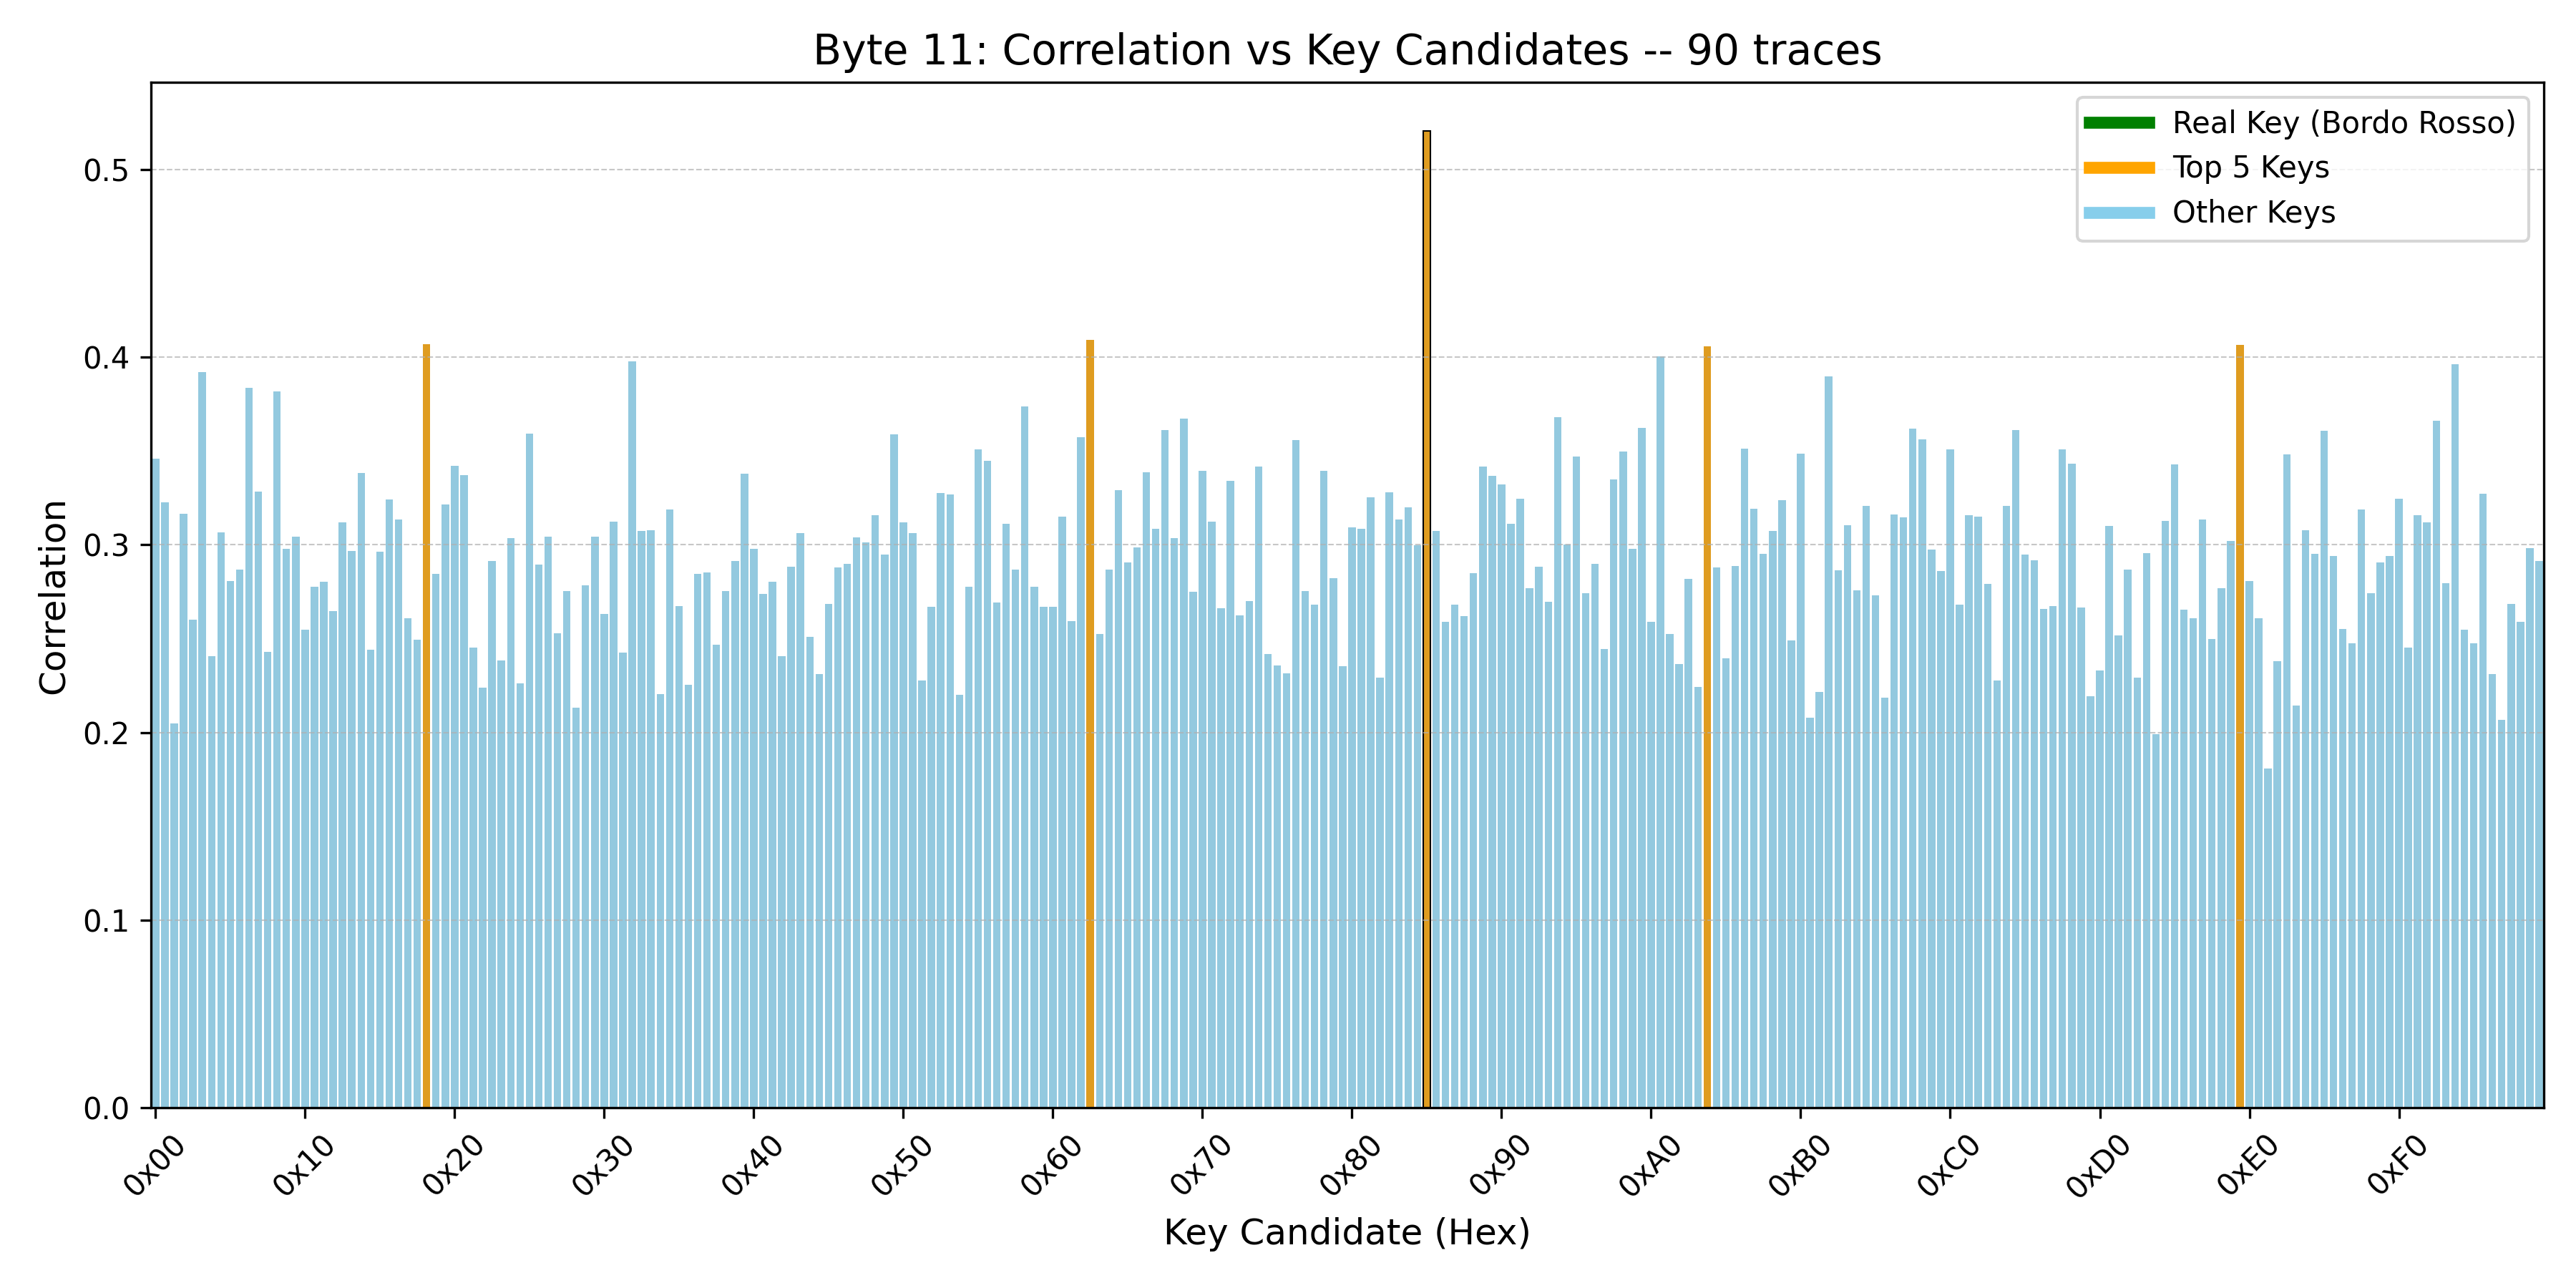 Byte 11: Correlation vs Key Candidates -- 90 traces
Real Key (Bordo Rosso)
Top 5 Keys
Other Keys
Correlation
0.5
0.4
0.3
0.2
0.1
0.0
0x00 0x10 0x20 0x30 0x40 0x50 0x60 0x70 0x80 0x90 0xA0 0xB0 0xC0 0xD0 0xE0 0xF0
Key Candidate (Hex)